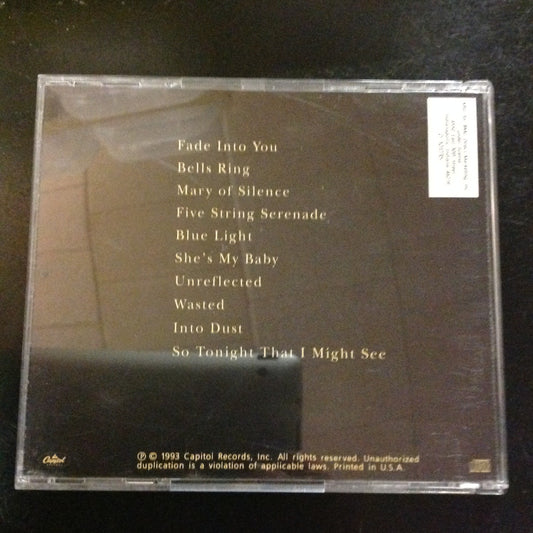 Fade Into You
Bells Ring
Mary of Silence
Five String Serenade
Blue Light
She's My Baby
Unreflected
Wasted
Into Dust
So Tonight That I Might See
Capitol
℗ © 1993 Capitol Records, Inc. All rights reserved. Unauthorized
duplication is a violation of applicable laws. Printed in U.S.A.